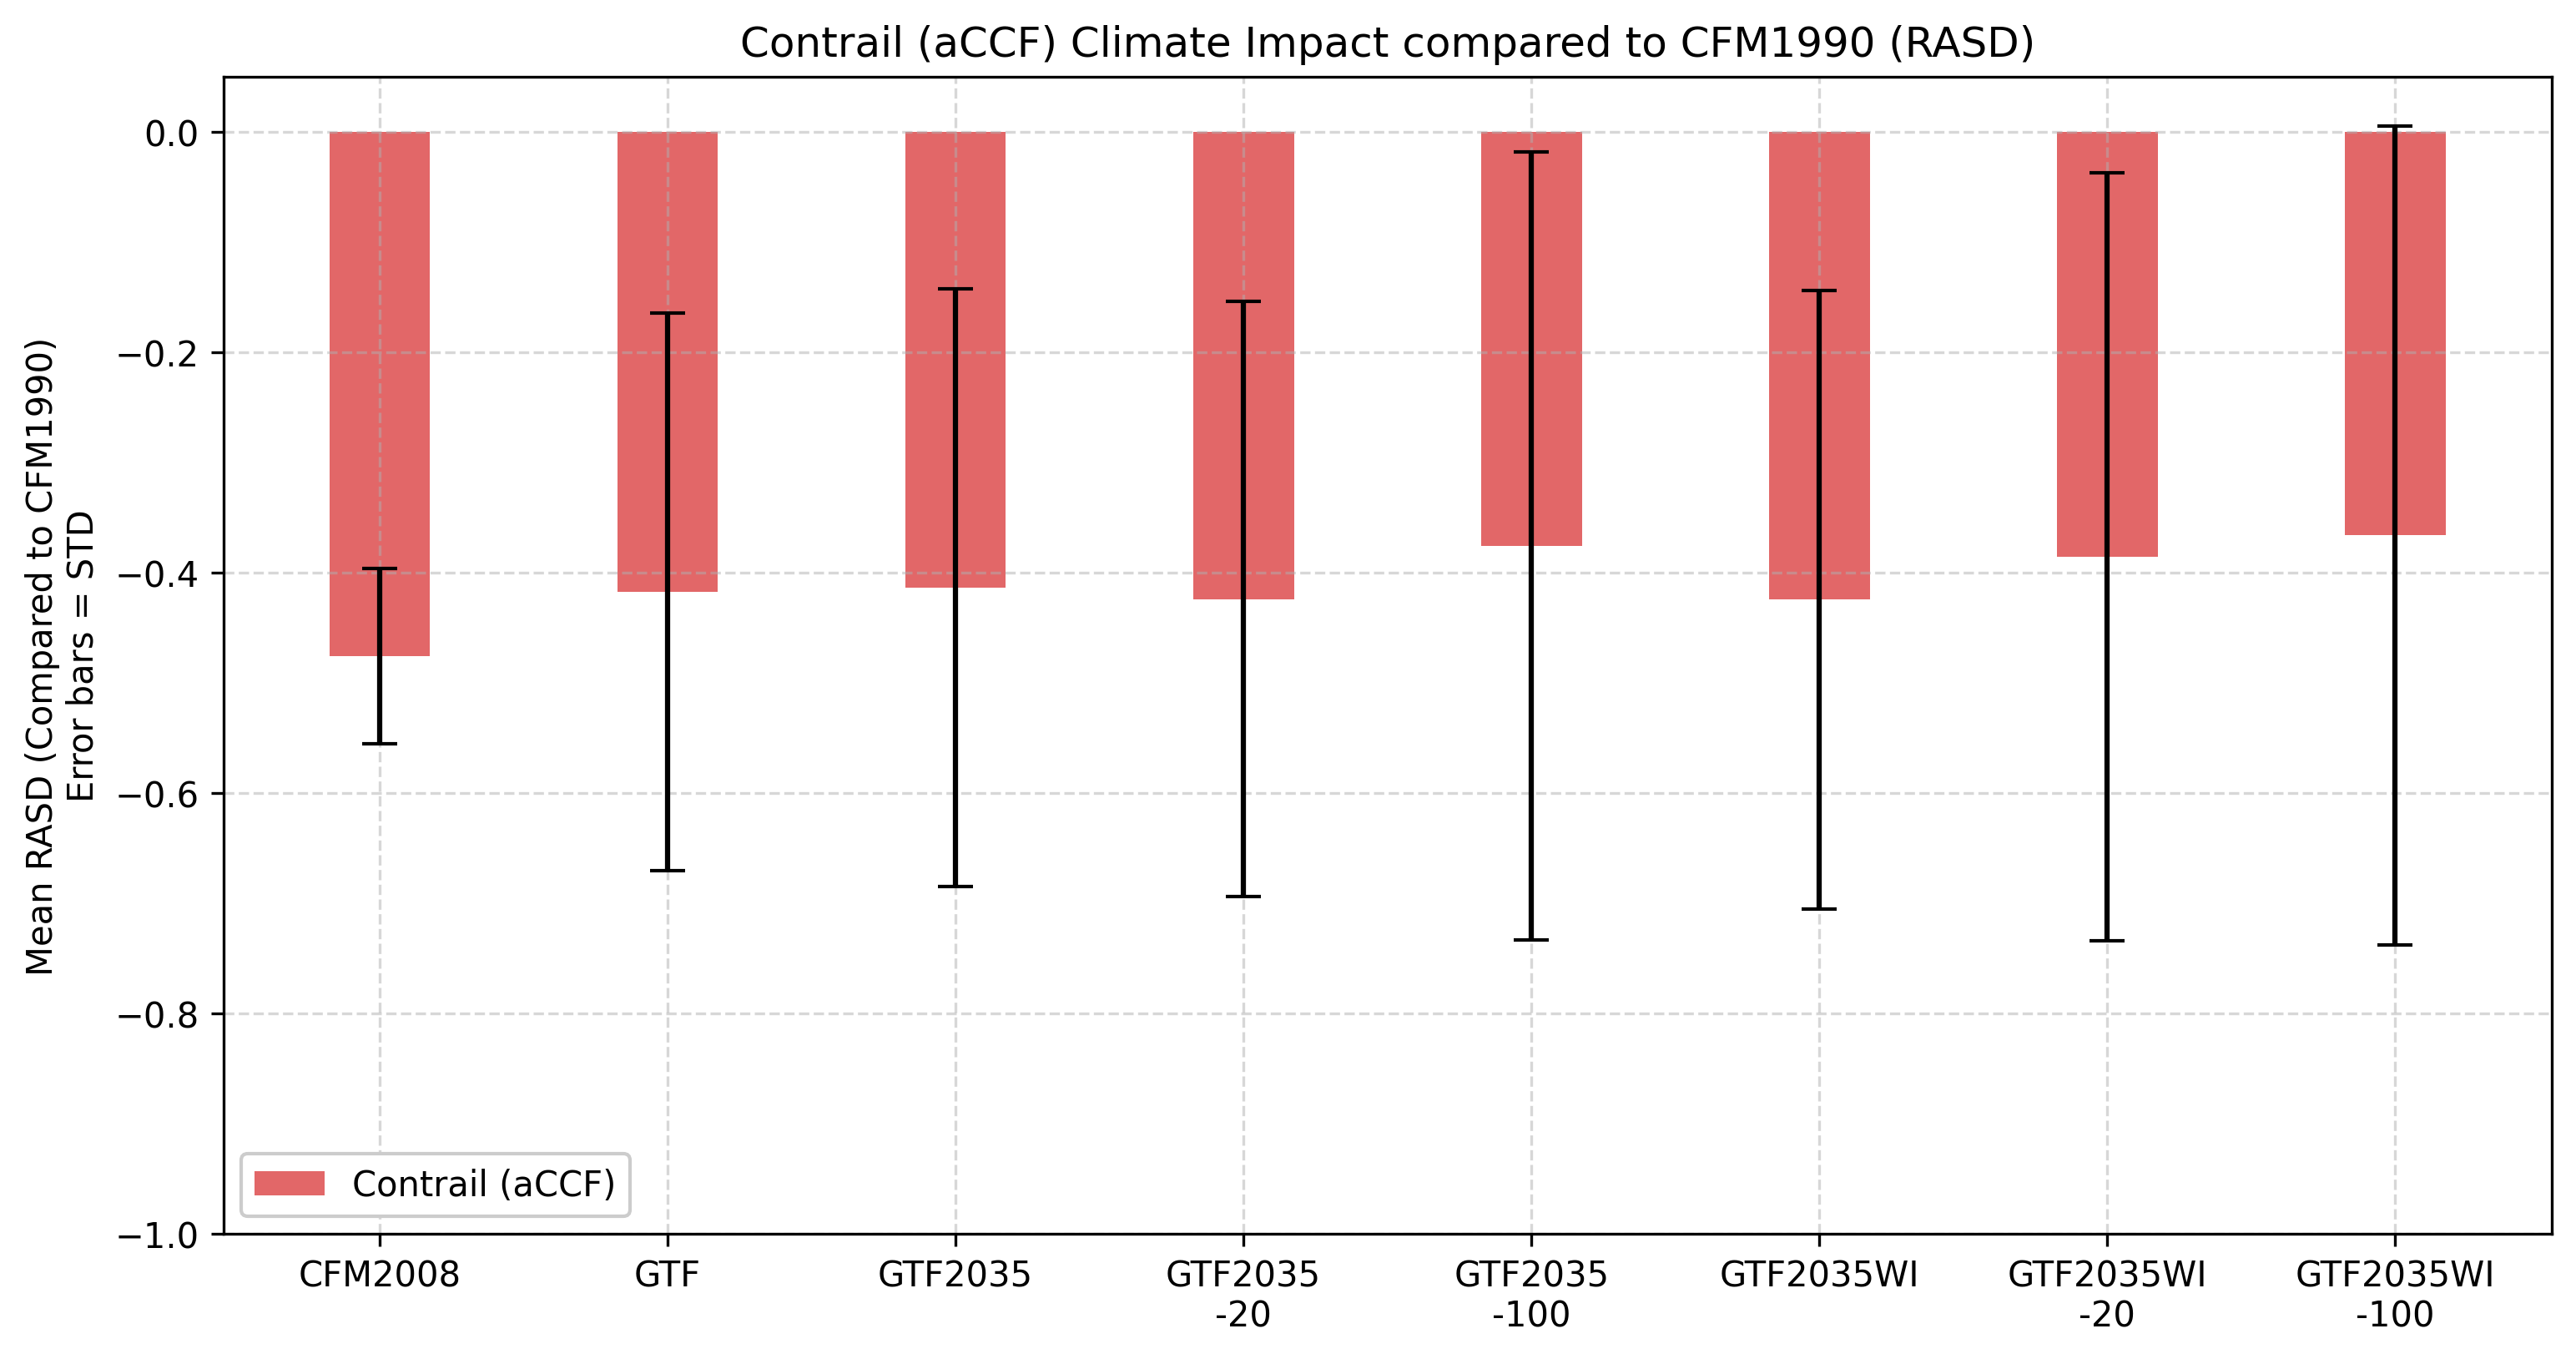 Contrail (aCCF) Climate Impact compared to CFM1990 (RASD)
Mean RASD (Compared to CFM1990)
Error bars = STD
0.0
−0.2
−0.4
−0.6
−0.8
−1.0
Contrail (aCCF)
CFM2008
GTF
GTF2035
GTF2035
-20
GTF2035
-100
GTF2035WI
GTF2035WI
-20
GTF2035WI
-100